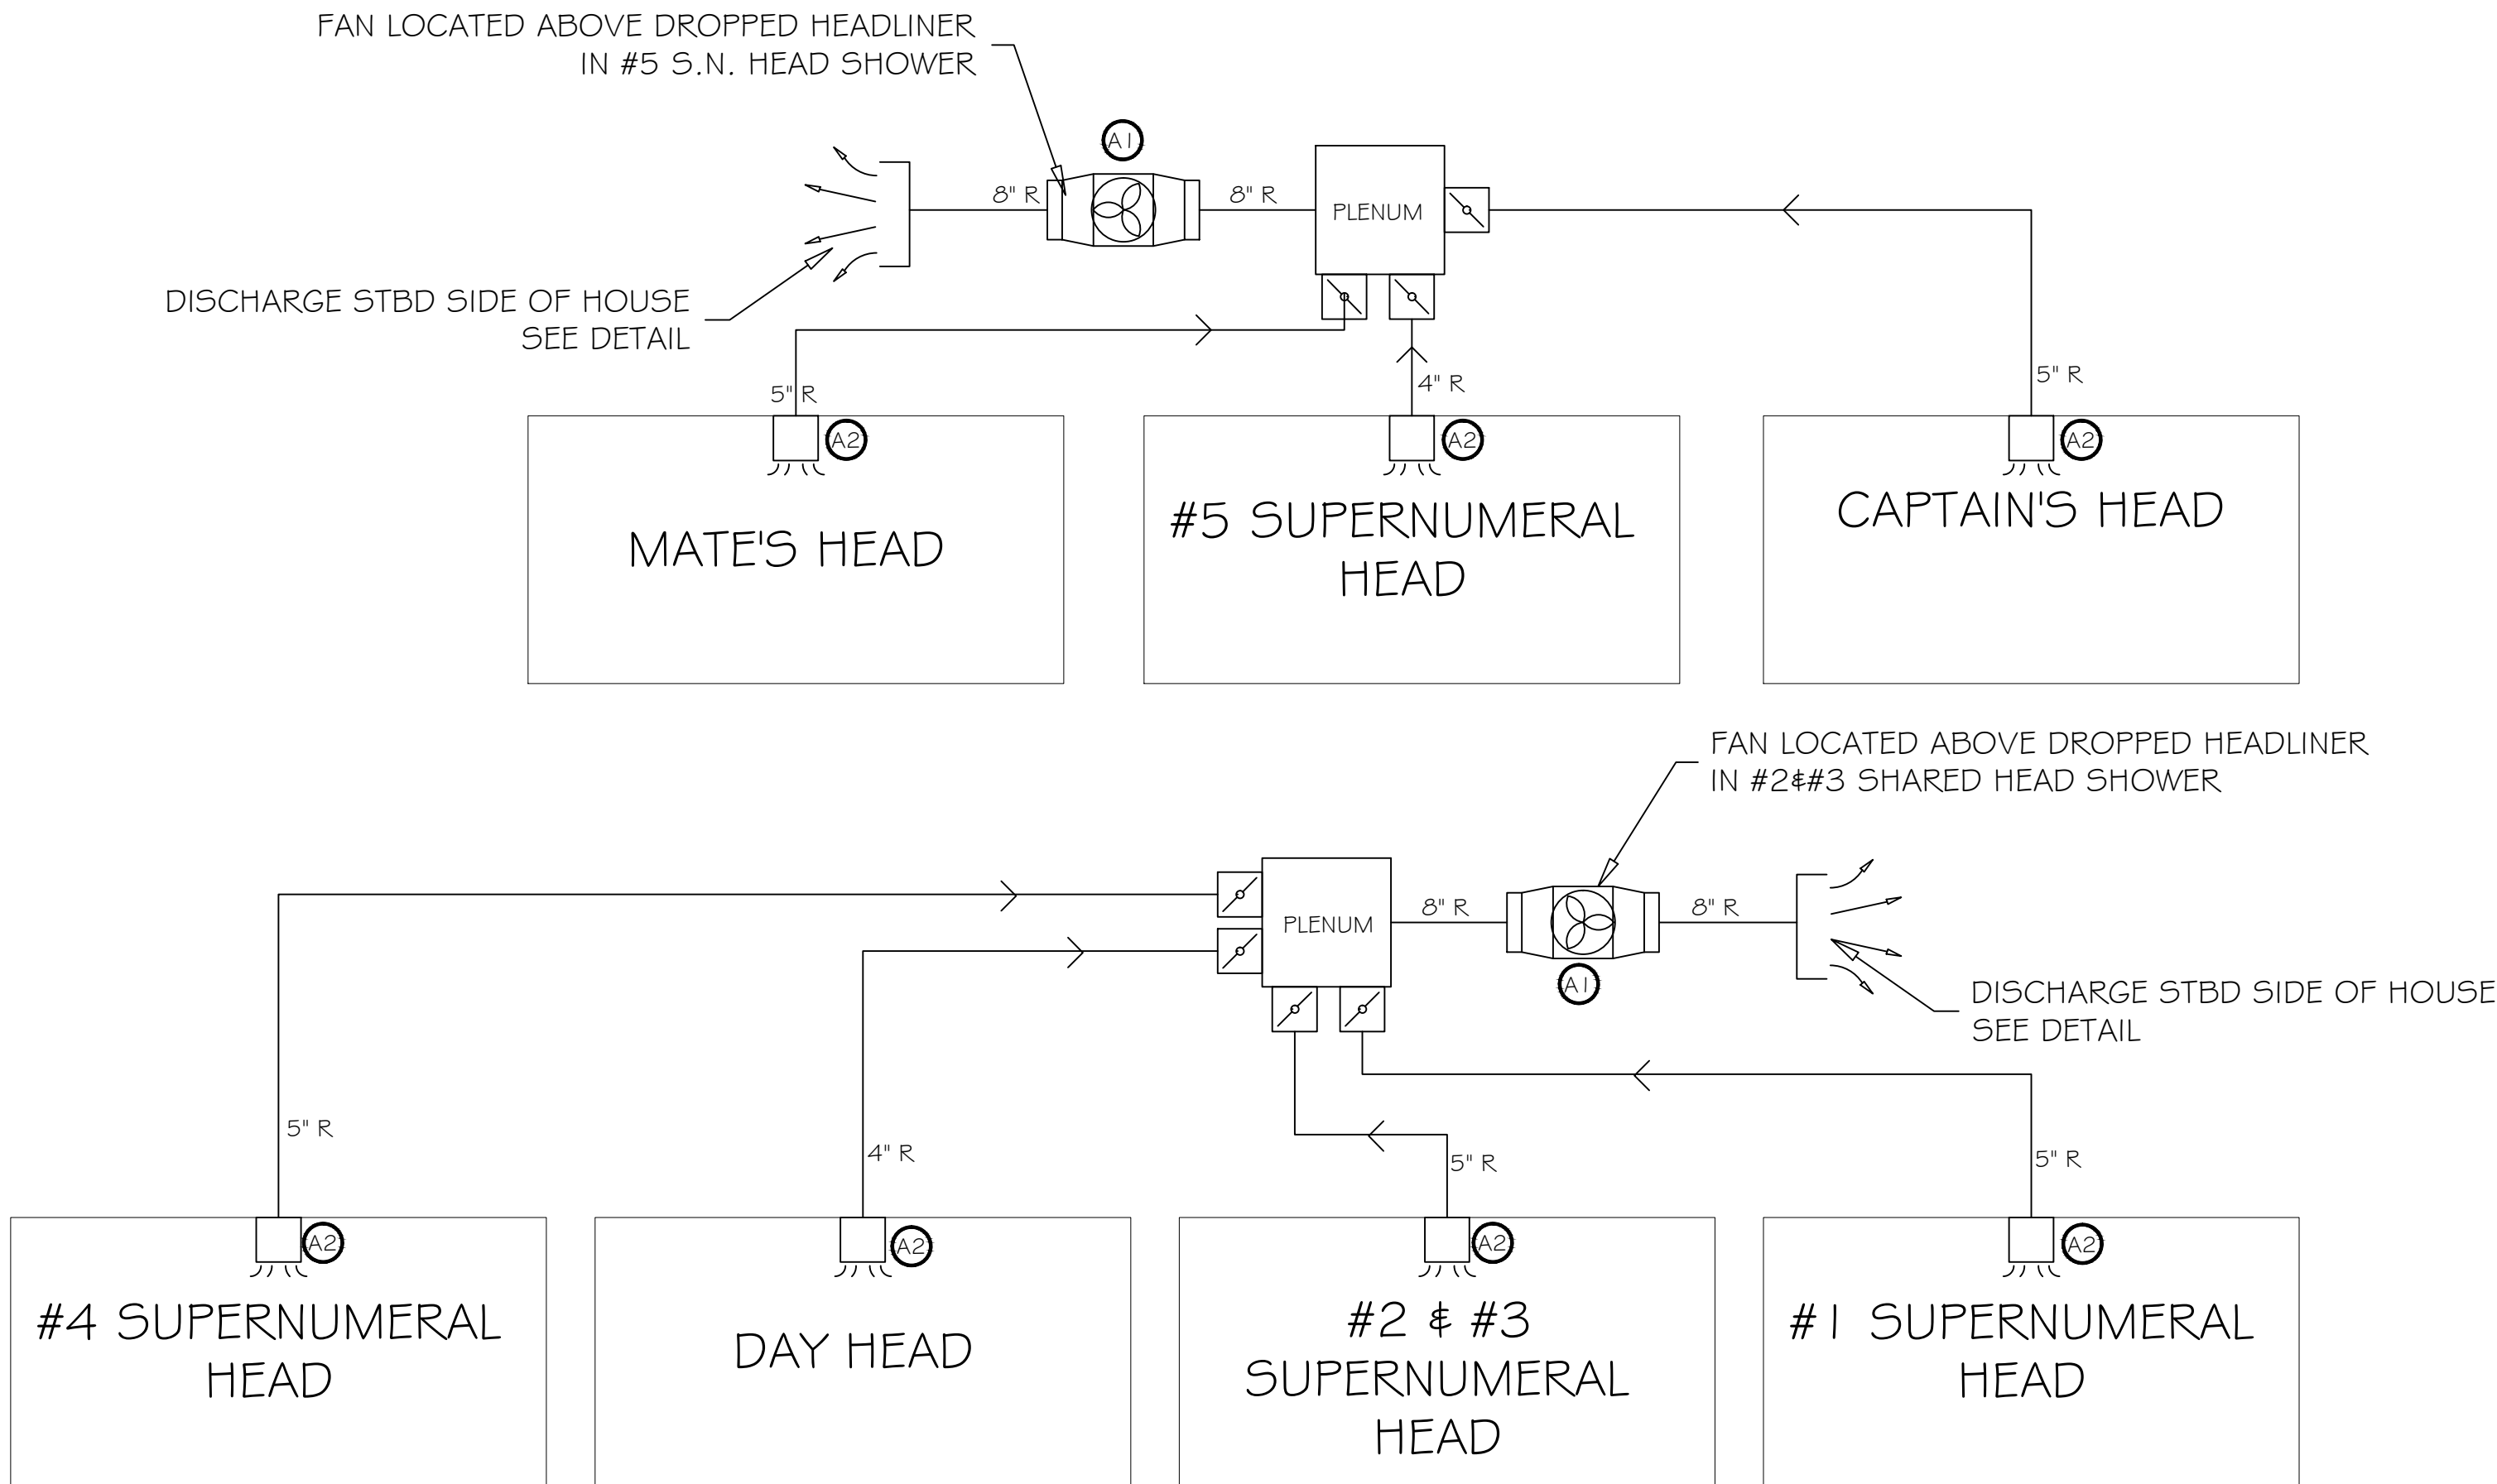 FAN LOCATED ABOVE DROPPED HEADLINER
IN #5 S.N. HEAD SHOWER
A1
8" R
8" R
PLENUM
DISCHARGE STBD SIDE OF HOUSE
SEE DETAIL
5" R
4" R
5" R
A2
A2
A2
MATE'S HEAD
#5 SUPERNUMERAL
HEAD
CAPTAIN'S HEAD
FAN LOCATED ABOVE DROPPED HEADLINER
IN #2&#3 SHARED HEAD SHOWER
PLENUM
8" R
8" R
A1
DISCHARGE STBD SIDE OF HOUSE
SEE DETAIL
5" R
4" R
5" R
5" R
A2
A2
A2
A2
#4 SUPERNUMERAL
HEAD
DAY HEAD
#2 & #3
SUPERNUMERAL
HEAD
#1 SUPERNUMERAL
HEAD